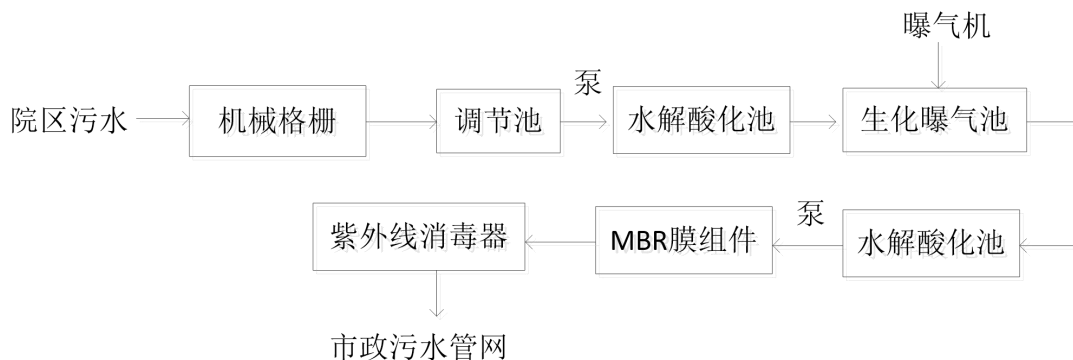 曝气机
院区污水
机械格栅
调节池
泵
水解酸化池
生化曝气池
水解酸化池
泵
MBR膜组件
紫外线消毒器
市政污水管网